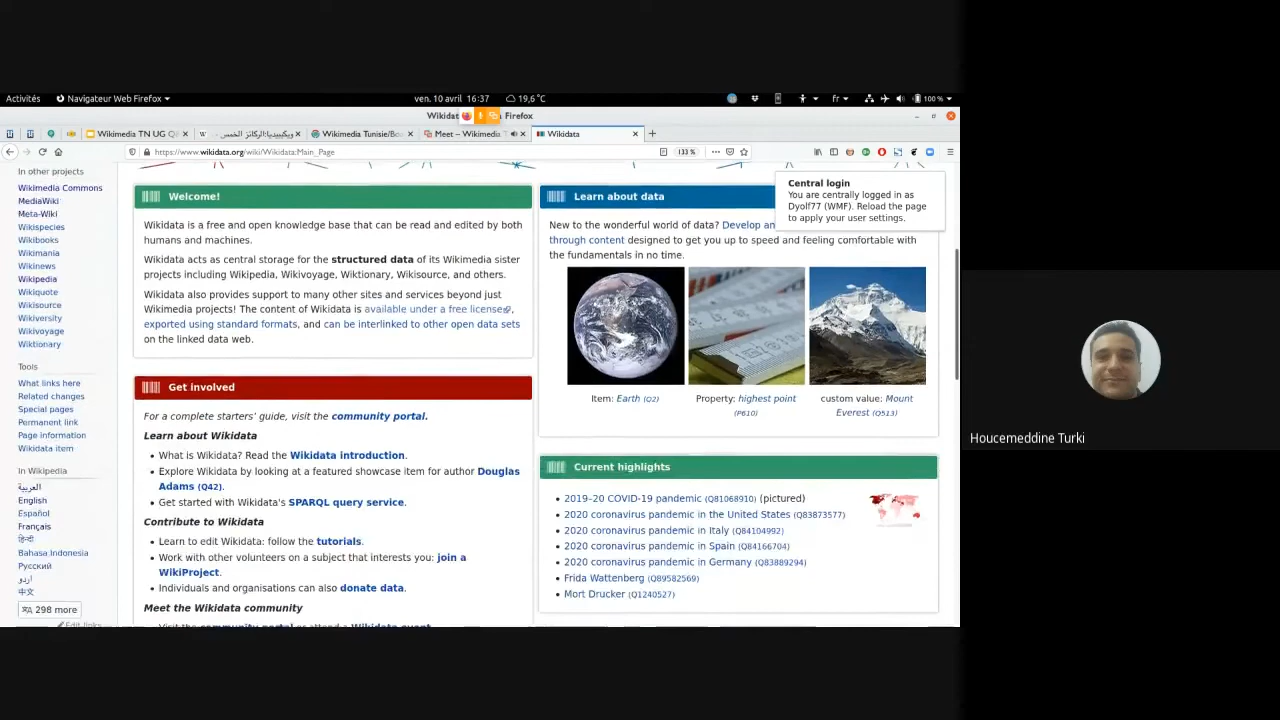 Activités
Navigateur Web Firefox
ven. 10 avril 16:37
19,6 °C
fr
100 %
Firefox
Wikimedia TN UG
ويكيبيديا:الركائز الخمس
Wikimedia Tunisie/Bo
Meet – Wikimedia T
Wikidata
https://www.wikidata.org/wiki/Wikidata:Main_Page
133 %
In other projects
Wikimedia Commons
MediaWiki
Meta-Wiki
Wikispecies
Wikibooks
Wikimania
Wikinews
Wikipedia
Wikiquote
Wikisource
Wikiversity
Wikivoyage
Wiktionary
Tools
What links here
Related changes
Special pages
Permanent link
Page information
Wikidata item
In Wikipedia
العربية
English
Español
Français
हिन्दी
Bahasa Indonesia
Русский
اردو
中文
298 more
Edit links
Welcome!
Wikidata is a free and open knowledge base that can be read and edited by both
humans and machines.
Wikidata acts as central storage for the structured data of its Wikimedia sister
projects including Wikipedia, Wikivoyage, Wiktionary, Wikisource, and others.
Wikidata also provides support to many other sites and services beyond just
Wikimedia projects! The content of Wikidata is available under a free license,
exported using standard formats, and can be interlinked to other open data sets
on the linked data web.
Get involved
For a complete starters' guide, visit the community portal.
Learn about Wikidata
• What is Wikidata? Read the Wikidata introduction.
• Explore Wikidata by looking at a featured showcase item for author Douglas
Adams (Q42).
• Get started with Wikidata's SPARQL query service.
Contribute to Wikidata
• Learn to edit Wikidata: follow the tutorials.
• Work with other volunteers on a subject that interests you: join a
WikiProject.
• Individuals and organisations can also donate data.
Meet the Wikidata community
• Visit the community portal or attend a Wikidata event.
Learn about data
Central login
You are centrally logged in as
Dyolf77 (WMF). Reload the page
to apply your user settings.
New to the wonderful world of data? Develop an
through content designed to get you up to speed and feeling comfortable with
the fundamentals in no time.
Item: Earth (Q2)
Property: highest point
(P610)
custom value: Mount
Everest (Q513)
Current highlights
• 2019–20 COVID-19 pandemic (Q81068910) (pictured)
• 2020 coronavirus pandemic in the United States (Q83873577)
• 2020 coronavirus pandemic in Italy (Q84104992)
• 2020 coronavirus pandemic in Spain (Q84166704)
• 2020 coronavirus pandemic in Germany (Q83889294)
• Frida Wattenberg (Q89582569)
• Mort Drucker (Q1240527)
Houcemeddine Turki